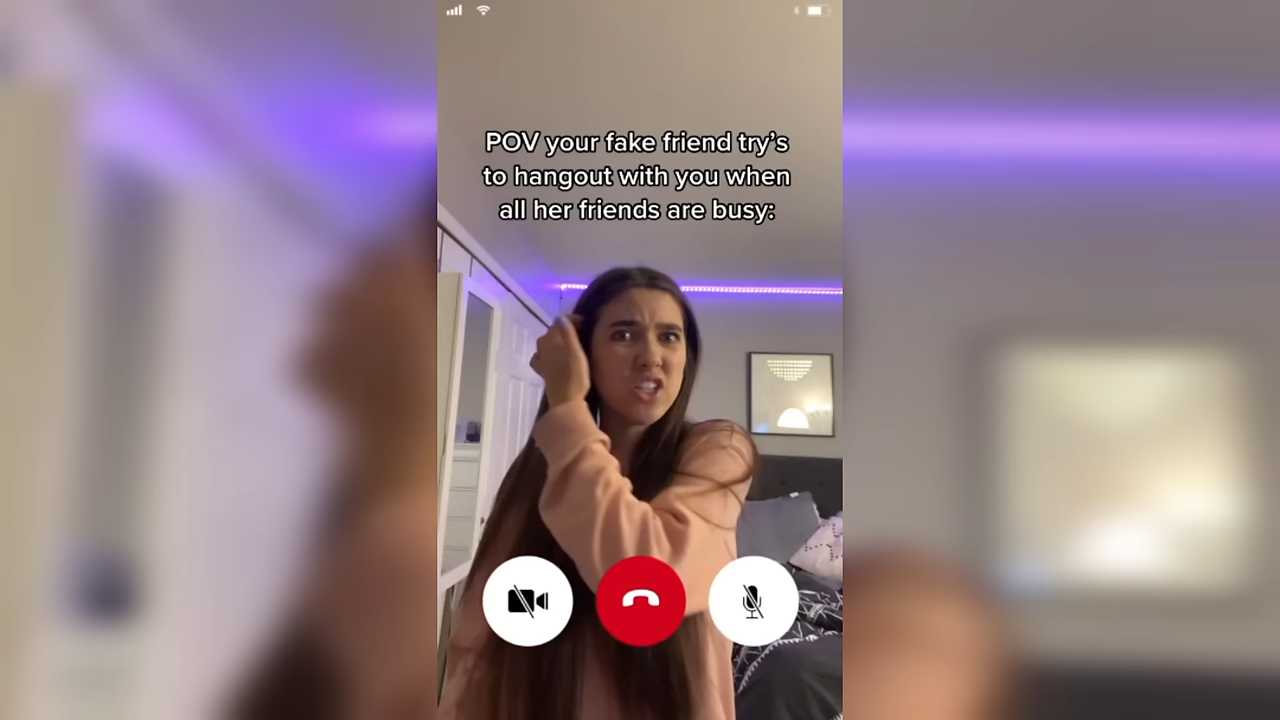 POV your fake friend try's
to hangout with you when
all her friends are busy: